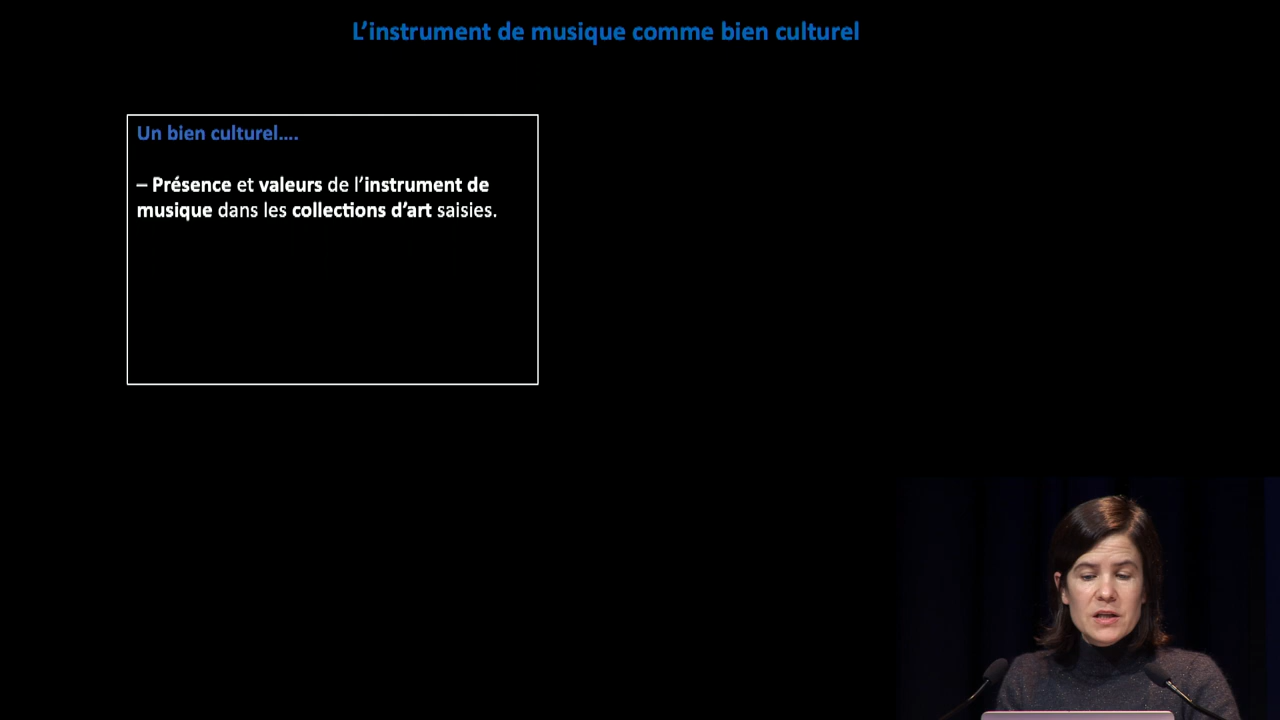 L’instrument de musique comme bien culturel
Un bien culturel….
– Présence et valeurs de l’instrument de
musique dans les collections d’art saisies.